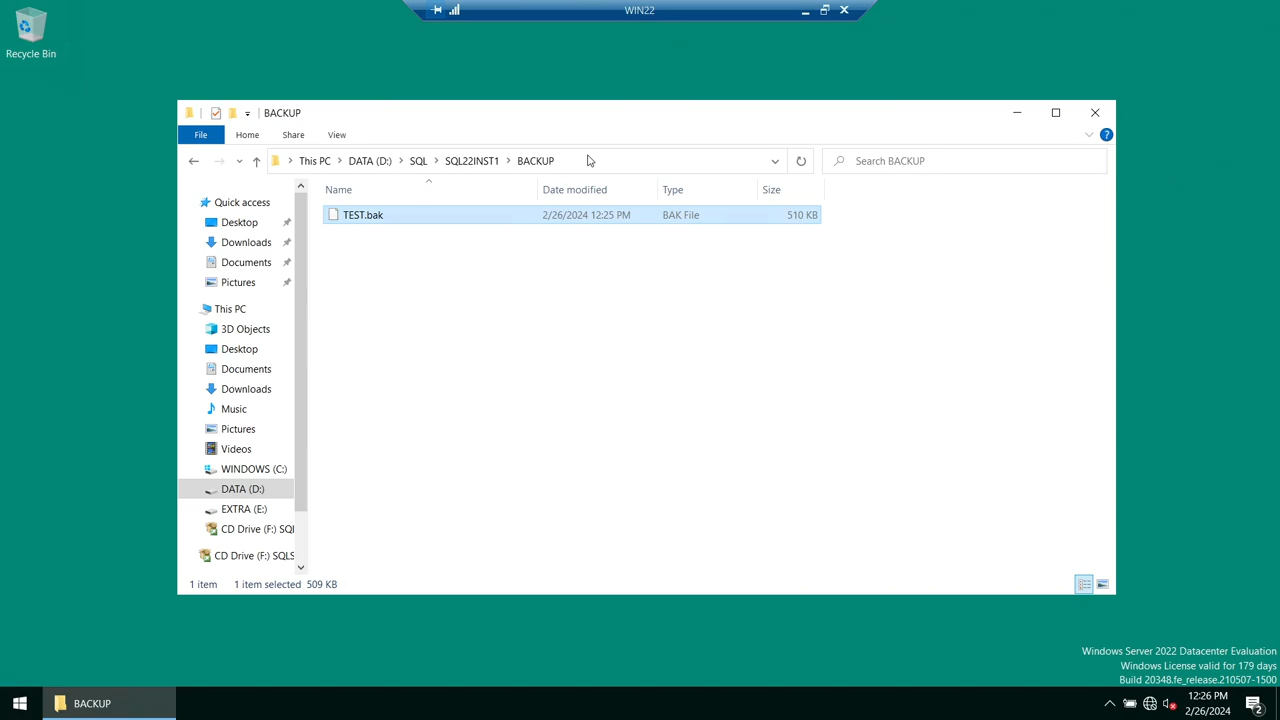 WIN22
Recycle Bin
BACKUP
File Home Share View
This PC DATA (D:) SQL SQL22INST1 BACKUP
Search BACKUP
Name Date modified Type Size
TEST.bak 2/26/2024 12:25 PM BAK File 510 KB
Quick access
Desktop
Downloads
Documents
Pictures
This PC
3D Objects
Desktop
Documents
Downloads
Music
Pictures
Videos
WINDOWS (C:)
DATA (D:)
EXTRA (E:)
CD Drive (F:) SQL
CD Drive (F:) SQLS
1 item 1 item selected 509 KB
Windows Server 2022 Datacenter Evaluation
Windows License valid for 179 days
Build 20348.fe_release.210507-1500
BACKUP
12:26 PM
2/26/2024
2